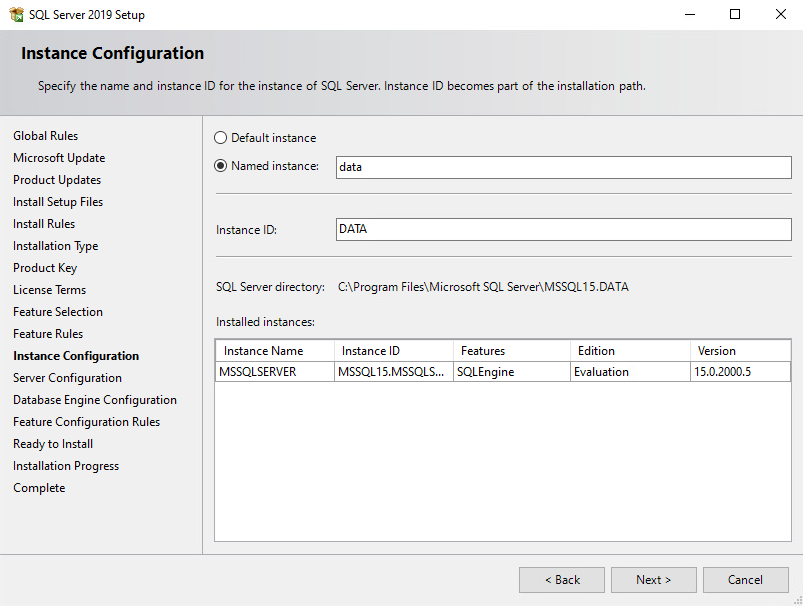 SQL Server 2019 Setup
Instance Configuration
Specify the name and instance ID for the instance of SQL Server. Instance ID becomes part of the installation path.
Global Rules
Microsoft Update
Product Updates
Install Setup Files
Install Rules
Installation Type
Product Key
License Terms
Feature Selection
Feature Rules
Instance Configuration
Server Configuration
Database Engine Configuration
Feature Configuration Rules
Ready to Install
Installation Progress
Complete
Default instance
Named instance: data
Instance ID: DATA
SQL Server directory: C:\Program Files\Microsoft SQL Server\MSSQL15.DATA
Installed instances:
Instance Name Instance ID Features Edition Version
MSSQLSERVER MSSQL15.MSSQLS... SQLEngine Evaluation 15.0.2000.5
< Back Next > Cancel